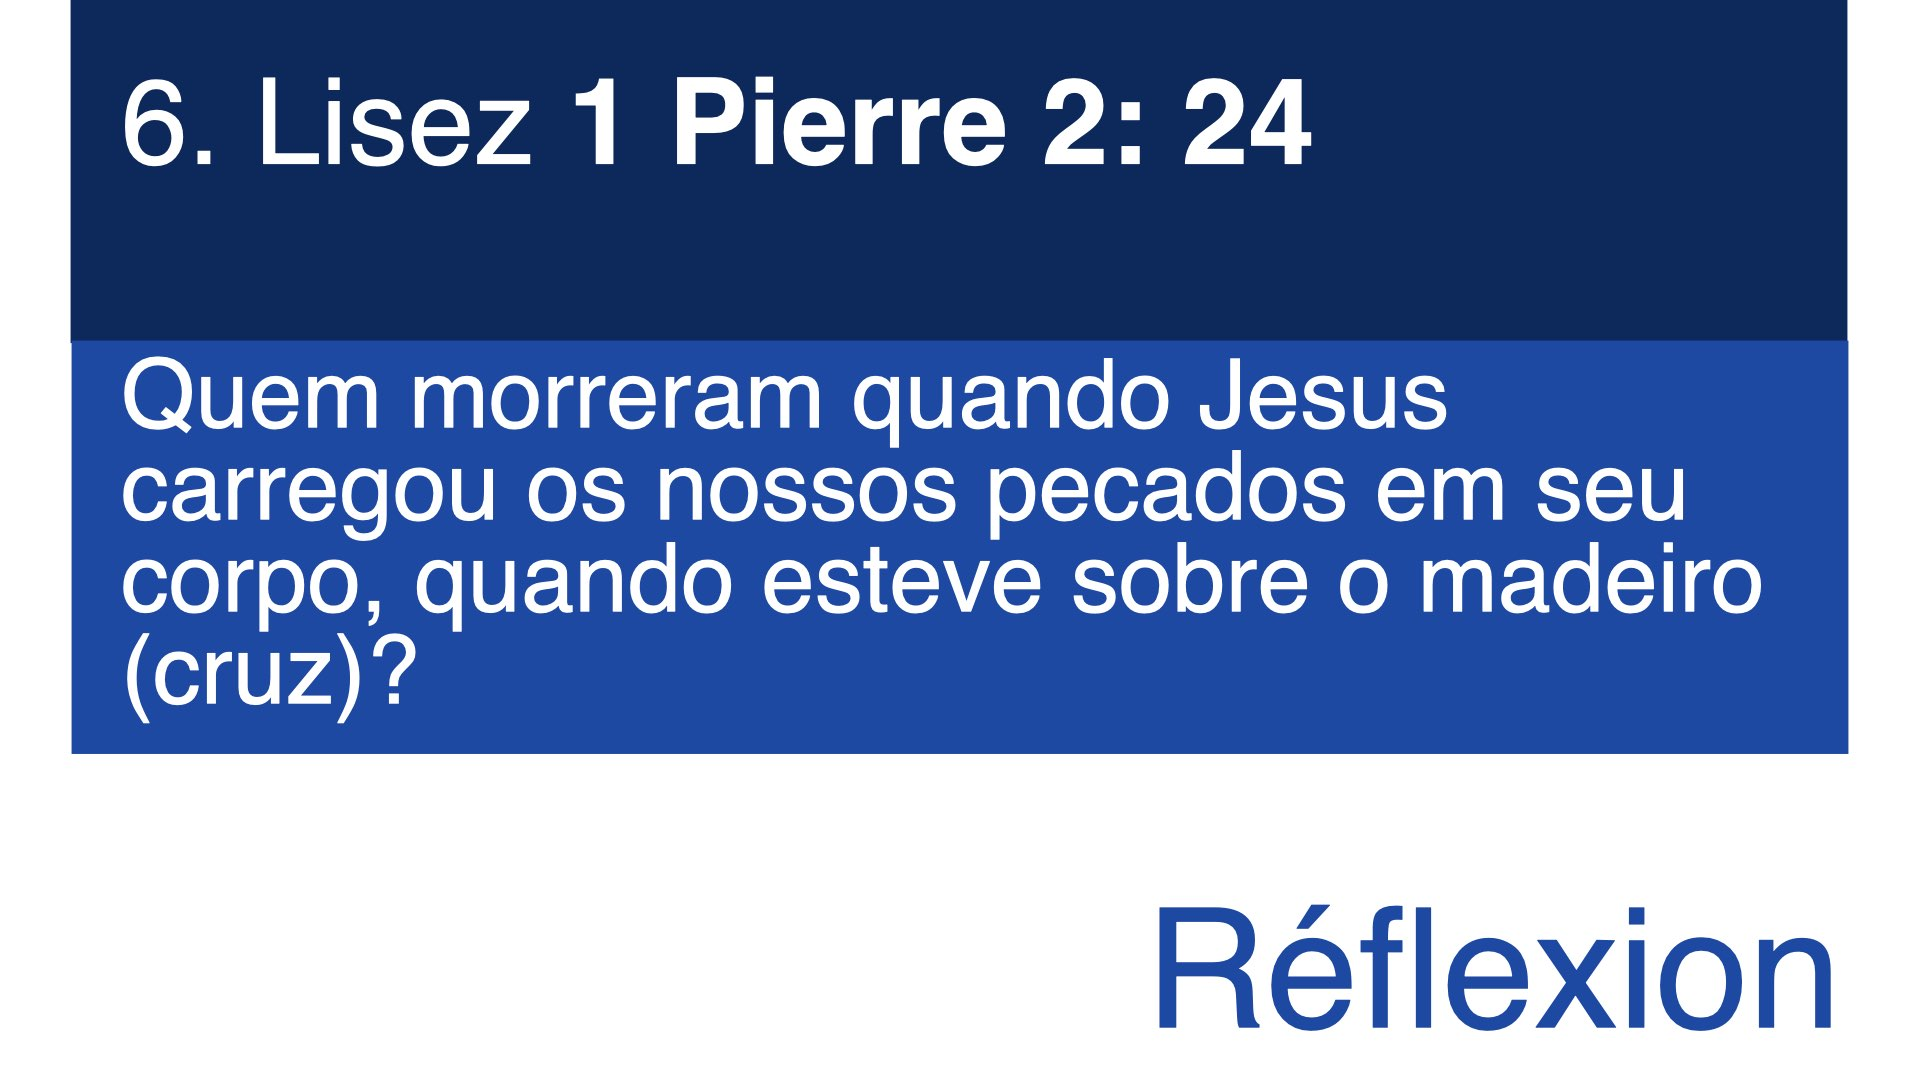 6. Lisez 1 Pierre 2: 24
Quem morreram quando Jesus
carregou os nossos pecados em seu
corpo, quando esteve sobre o madeiro
(cruz)?
Réflexion